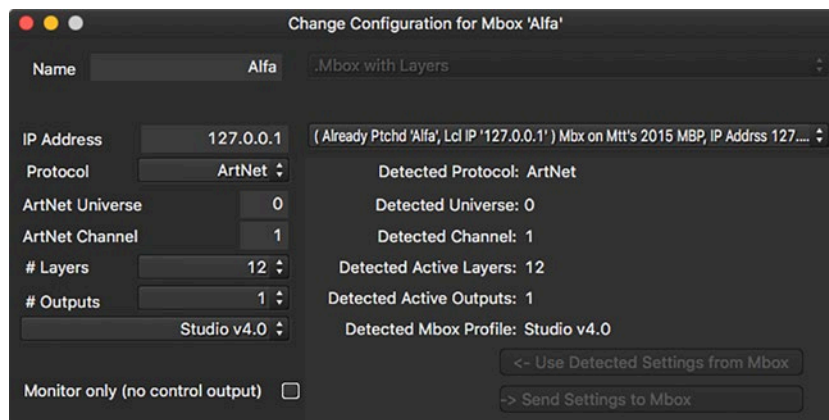 Change Configuration for Mbox 'Alfa'
Name Alfa .Mbox with Layers
IP Address 127.0.0.1 ( Already Ptchd 'Alfa', Lcl IP '127.0.0.1' ) Mbx on Mtt's 2015 MBP, IP Addrss 127....
Protocol ArtNet Detected Protocol: ArtNet
ArtNet Universe 0 Detected Universe: 0
ArtNet Channel 1 Detected Channel: 1
# Layers 12 Detected Active Layers: 12
# Outputs 1 Detected Active Outputs: 1
Studio v4.0 Detected Mbox Profile: Studio v4.0
<- Use Detected Settings from Mbox
Monitor only (no control output) -> Send Settings to Mbox